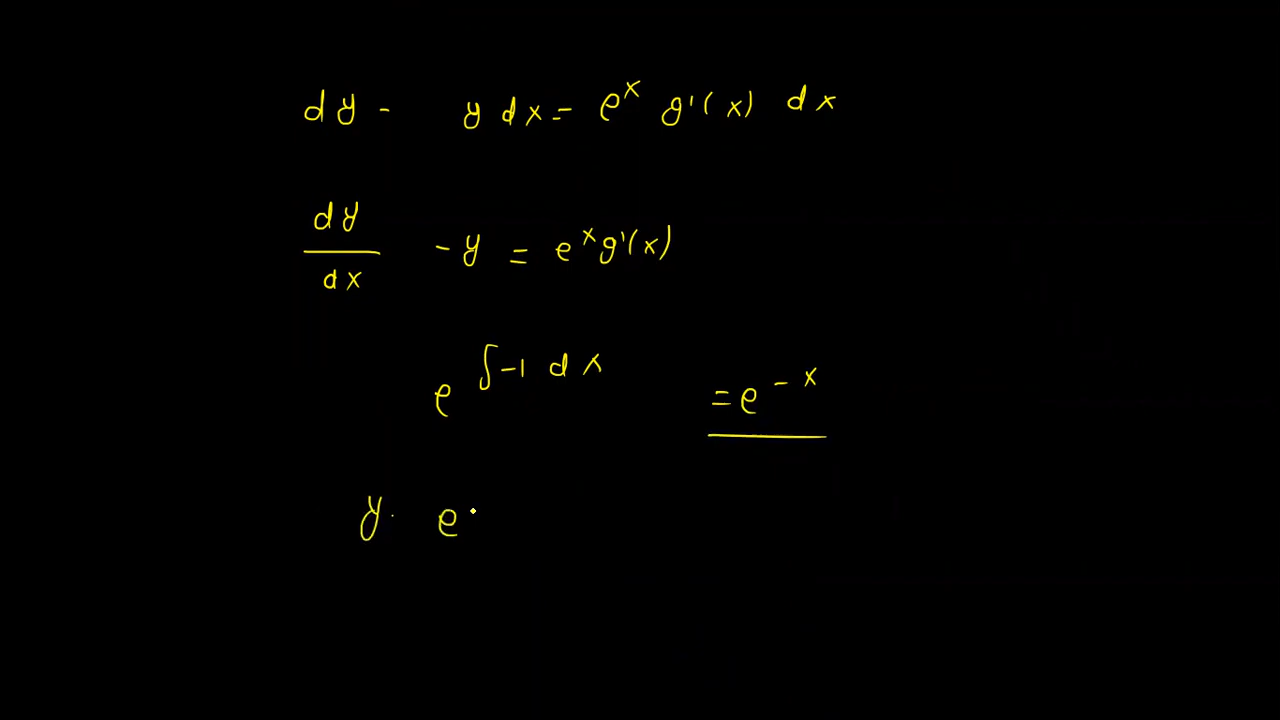 dy - y dx = e^x g'(x) dx
dy/dx - y = e^x g'(x)
e^{∫-1 dx} = e^{-x}
y. e